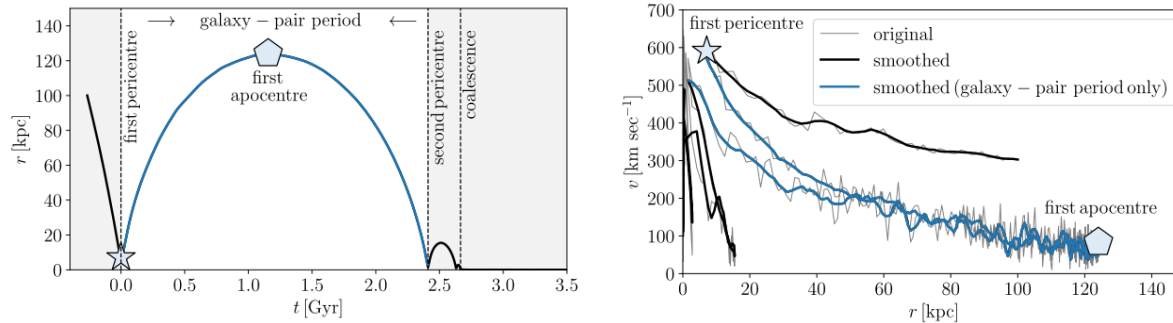 → galaxy − pair period ←
first pericentre
first
apocentre
second pericentre
coalescence
r [kpc]
140
120
100
80
60
40
20
0
0.0 0.5 1.0 1.5 2.0 2.5 3.0 3.5
t [Gyr]
first pericentre
original
smoothed
smoothed (galaxy − pair period only)
first apocentre
v [km sec⁻¹]
700
600
500
400
300
200
100
0
0 20 40 60 80 100 120 140
r [kpc]